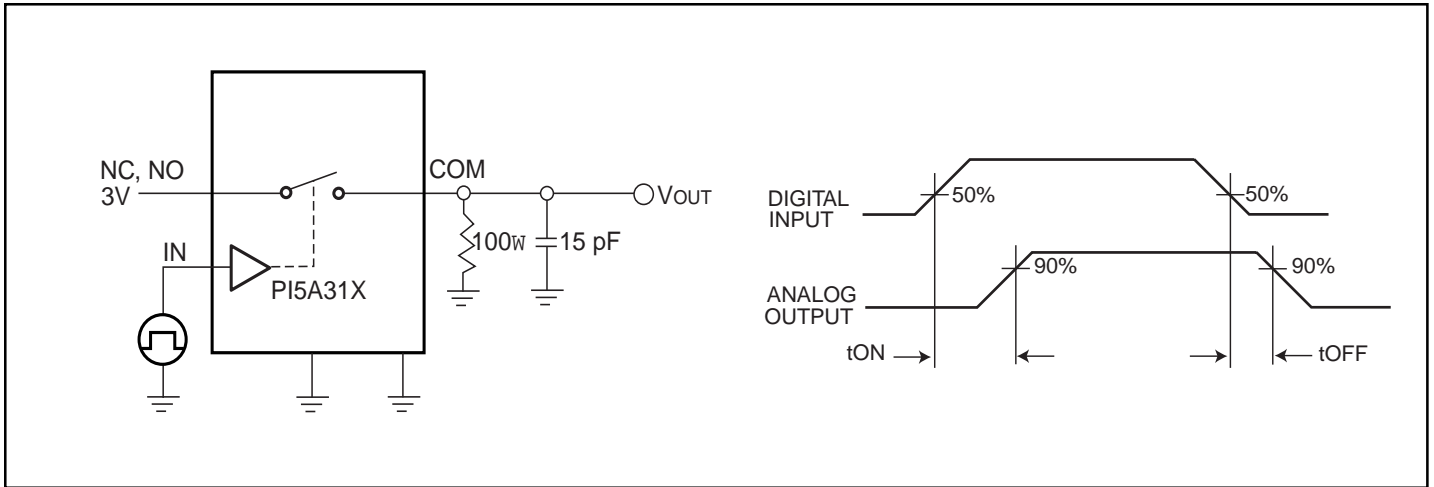 NC, NO
3V
COM
VOUT
100W
15 pF
IN
PI5A31X
DIGITAL
INPUT
50%
50%
ANALOG
OUTPUT
90%
90%
tON
tOFF